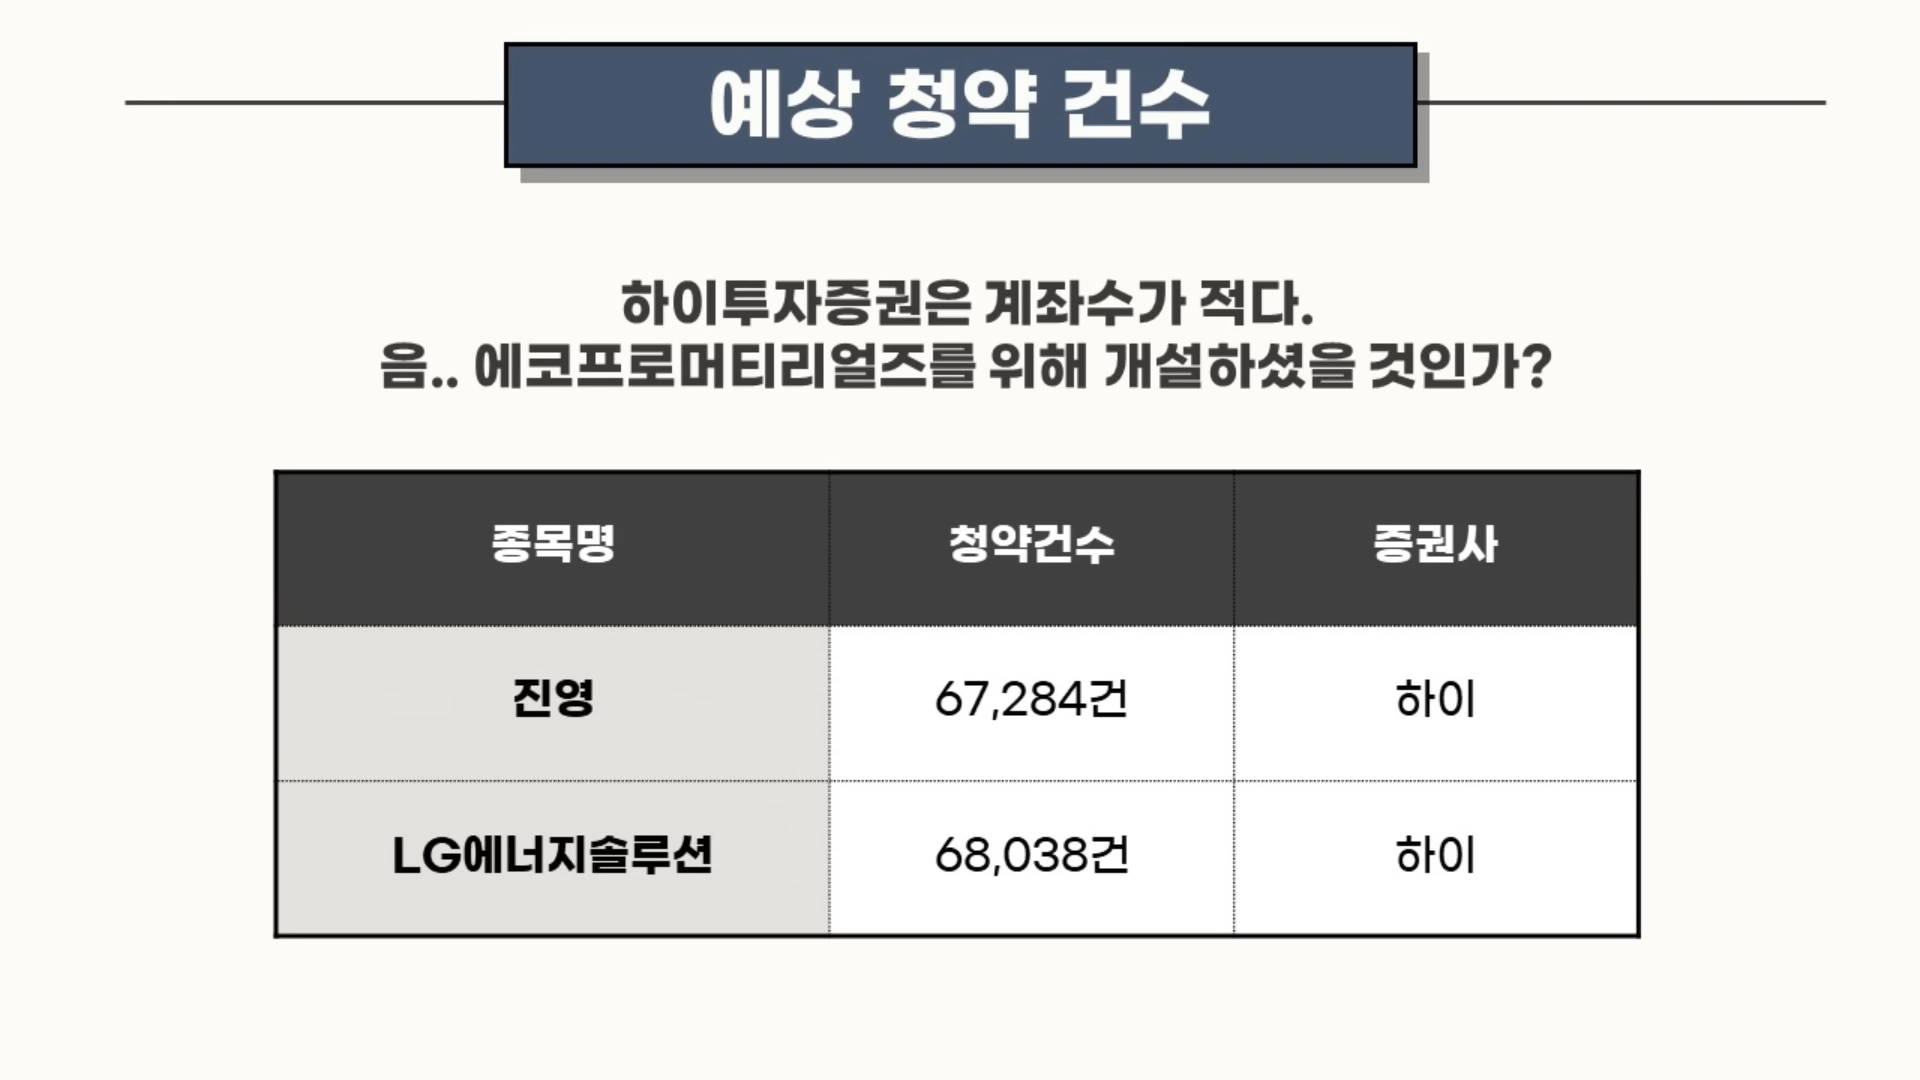 예상 청약 건수
하이투자증권은 계좌수가 적다.
음.. 에코프로머티리얼즈를 위해 개설하셨을 것인가?
종목명 청약건수 증권사
진영 67,284건 하이
LG에너지솔루션 68,038건 하이